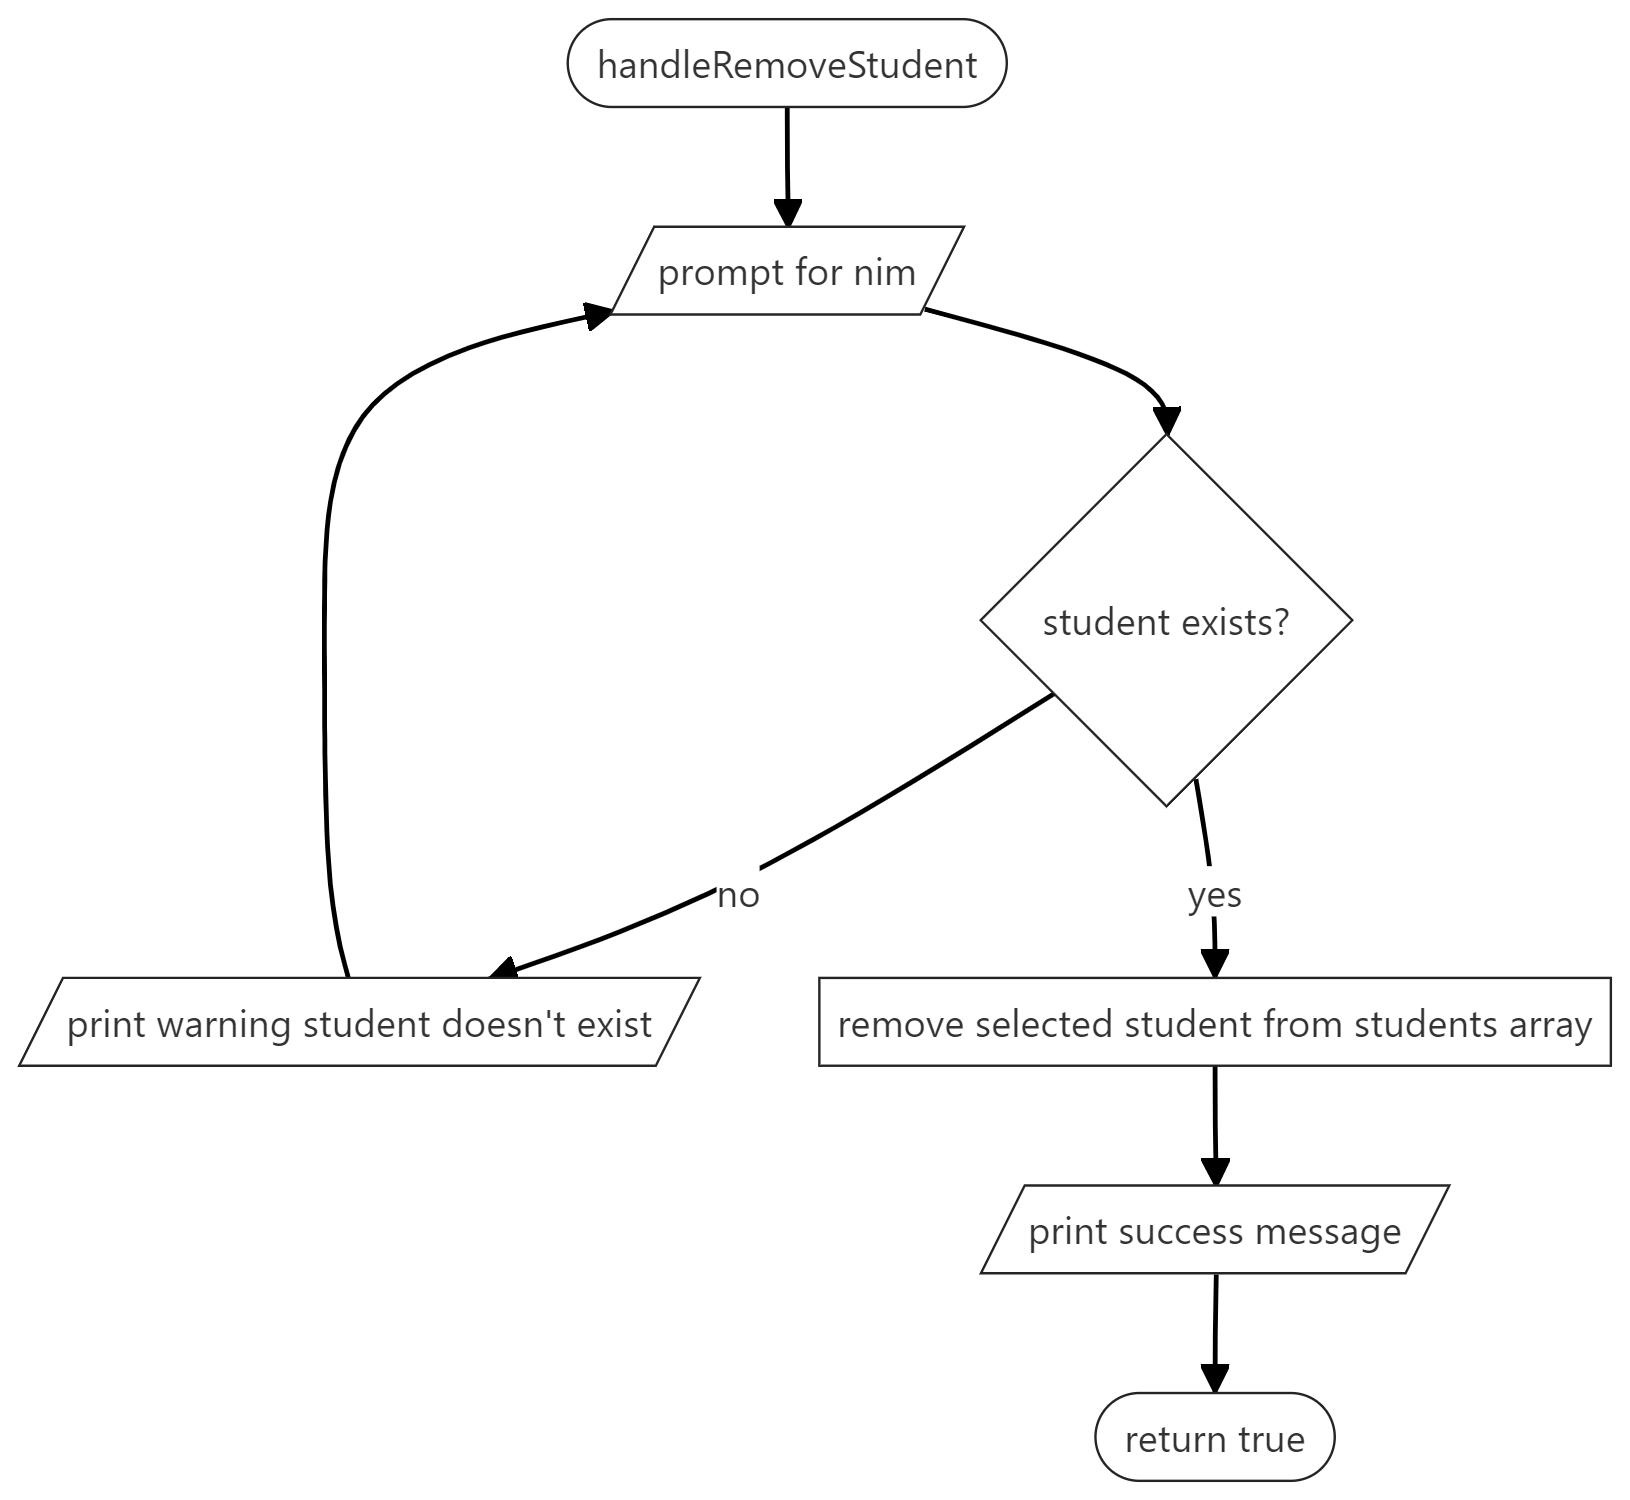 handleRemoveStudent
prompt for nim
student exists?
no
yes
print warning student doesn't exist
remove selected student from students array
print success message
return true